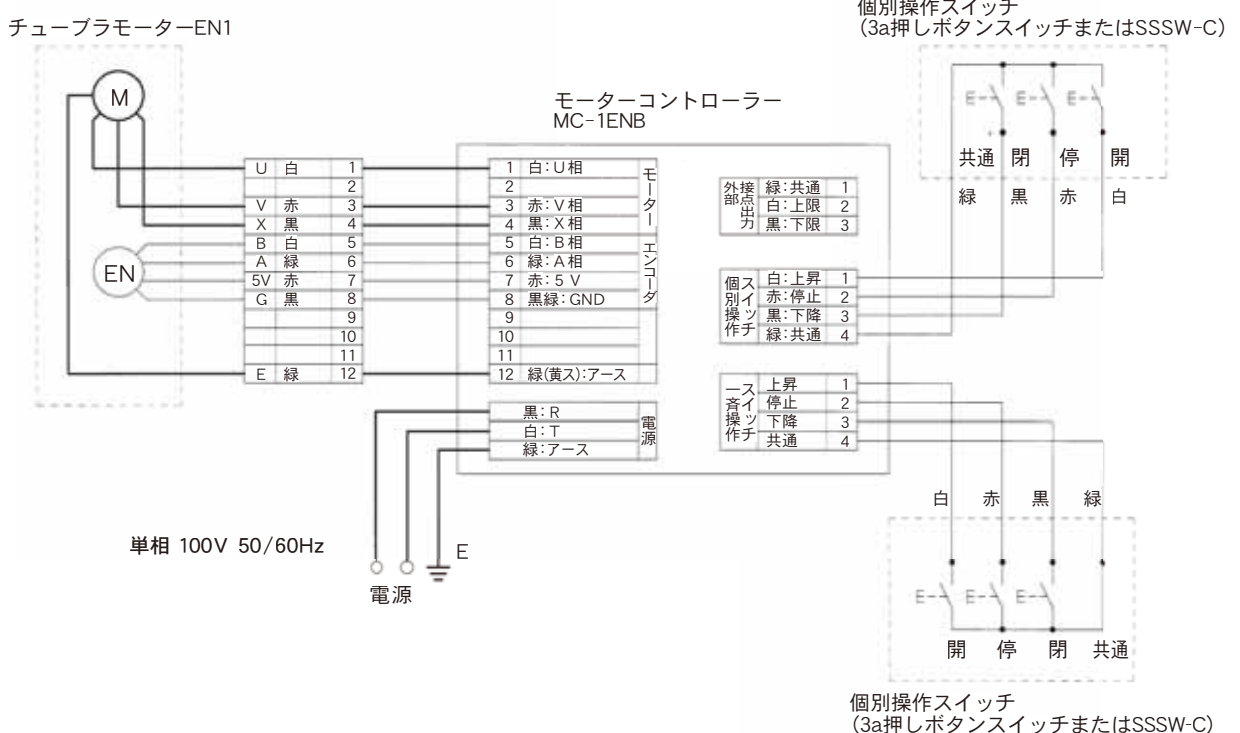 個別操作スイッチ
(3a押しボタンスイッチまたはSSSW-C)
チューブラモーターEN1
M
EN
U 白 1
2
V 赤 3
X 黒 4
B 白 5
A 緑 6
5V 赤 7
G 黒 8
9
10
11
E 緑 12
モーターコントローラー
MC-1ENB
1 白:U相
2
3 赤:V相
4 黒:X相
5 白:B相
6 緑:A相
7 赤:5 V
8 黒緑:GND
9
10
11
12 緑(黄ス):アース
モーター
エンコーダ
黒:R
白:T
緑:アース
電源
外部接点出力
緑:共通 1
白:上限 2
黒:下限 3
個別操作スイッチ
白:上昇 1
赤:停止 2
黒:下降 3
緑:共通 4
一斉操作スイッチ
上昇 1
停止 2
下降 3
共通 4
E E E
共通 閉 停 開
緑 黒 赤 白
単相 100V 50/60Hz
E
電源
白 赤 黒 緑
E E E
開 停 閉 共通
個別操作スイッチ
(3a押しボタンスイッチまたはSSSW-C)